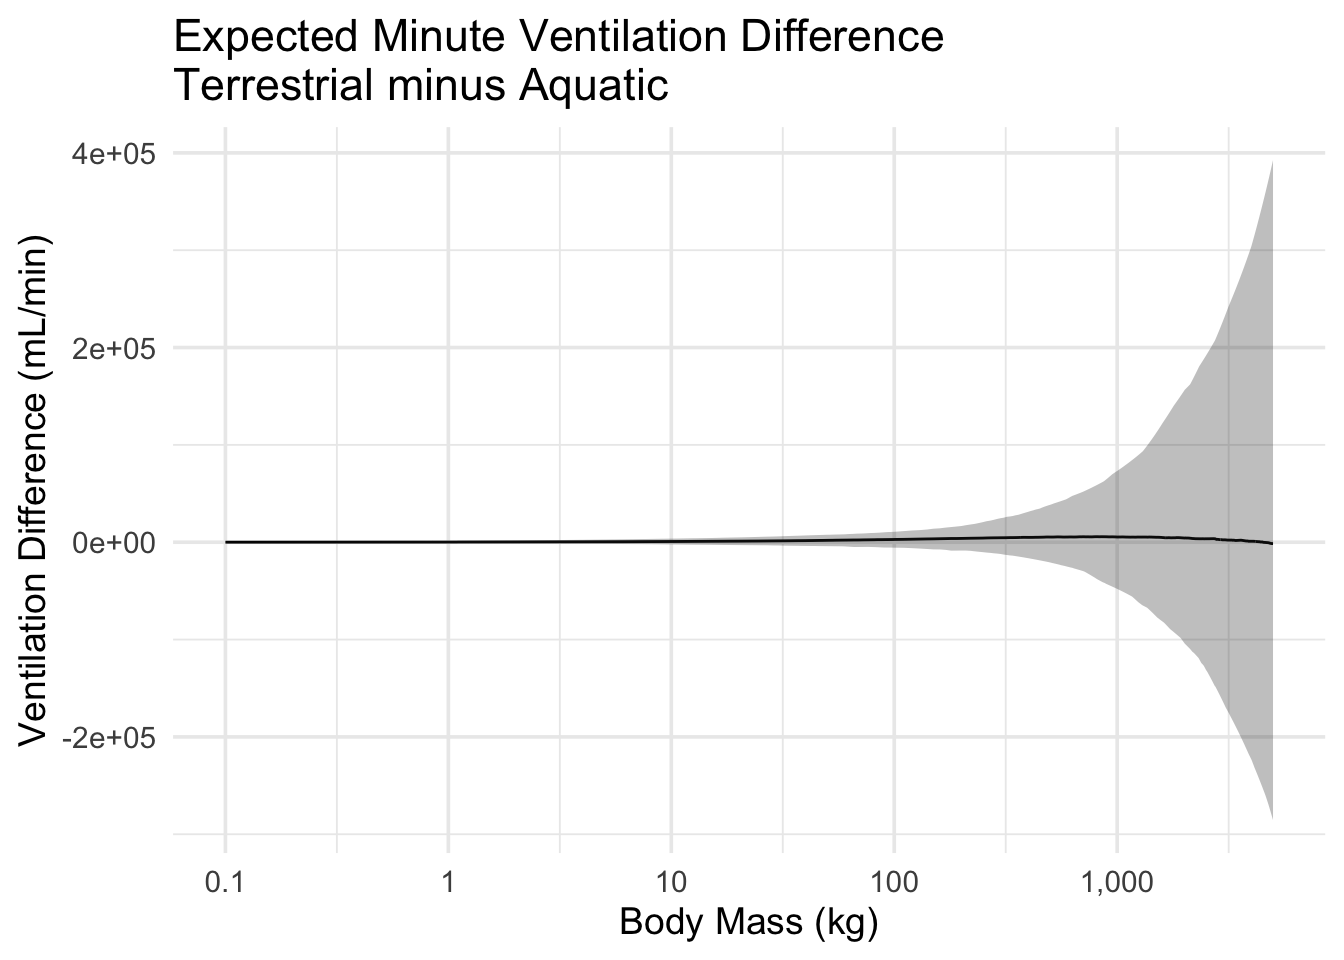 Expected Minute Ventilation Difference
Terrestrial minus Aquatic
Ventilation Difference (mL/min)
4e+05
2e+05
0e+00
-2e+05
0.1
1
10
100
1,000
Body Mass (kg)